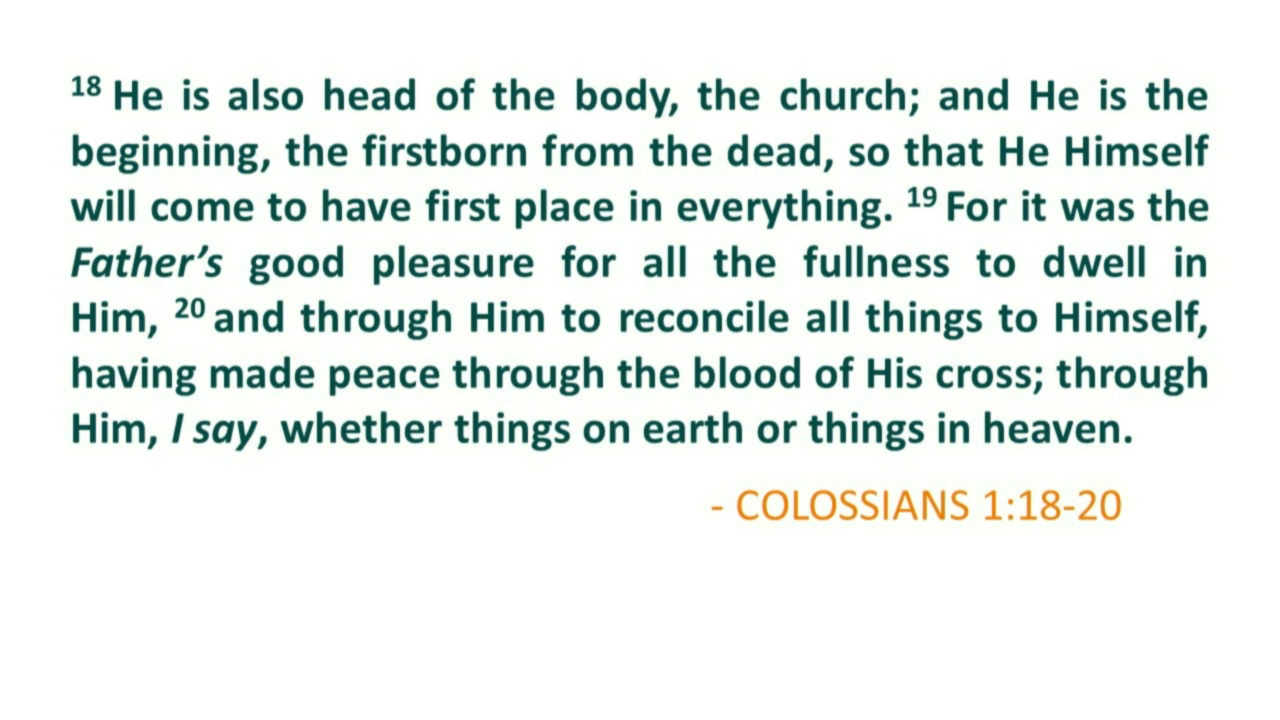 18 He is also head of the body, the church; and He is the
beginning, the firstborn from the dead, so that He Himself
will come to have first place in everything. 19 For it was the
Father’s good pleasure for all the fullness to dwell in
Him, 20 and through Him to reconcile all things to Himself,
having made peace through the blood of His cross; through
Him, I say, whether things on earth or things in heaven.
- COLOSSIANS 1:18-20